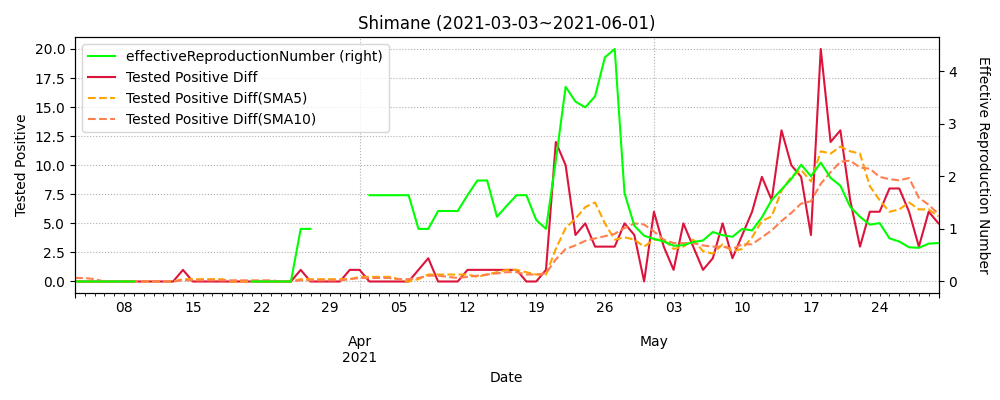 Shimane (2021-03-03~2021-06-01)
effectiveReproductionNumber (right)
Tested Positive Diff
Tested Positive Diff(SMA5)
Tested Positive Diff(SMA10)
Tested Positive
20.0
17.5
15.0
12.5
10.0
7.5
5.0
2.5
0.0
Effective Reproduction Number
4
3
2
1
0
08 15 22 29 05 12 19 26 03 10 17 24
Apr May
2021
Date